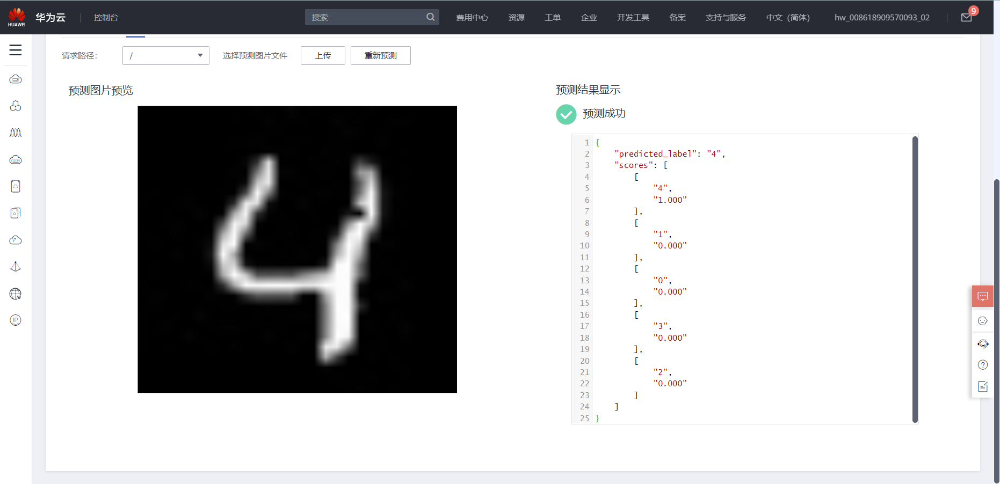 HUAWEI
华为云
控制台
搜索
费用中心
资源
工单
企业
开发工具
备案
支持与服务
中文（简体）
hw_008618909570093_02
9
请求路径：
/
选择预测图片文件
上传
重新预测
预测图片预览
4
预测结果显示
预测成功
1 {
2 "predicted_label": "4",
3 "scores": [
4 [
5 "4",
6 "1.000"
7 ],
8 [
9 "1",
10 "0.000"
11 ],
12 [
13 "0",
14 "0.000"
15 ],
16 [
17 "3",
18 "0.000"
19 ],
20 [
21 "2",
22 "0.000"
23 ]
24 ]
25 }
W
IP